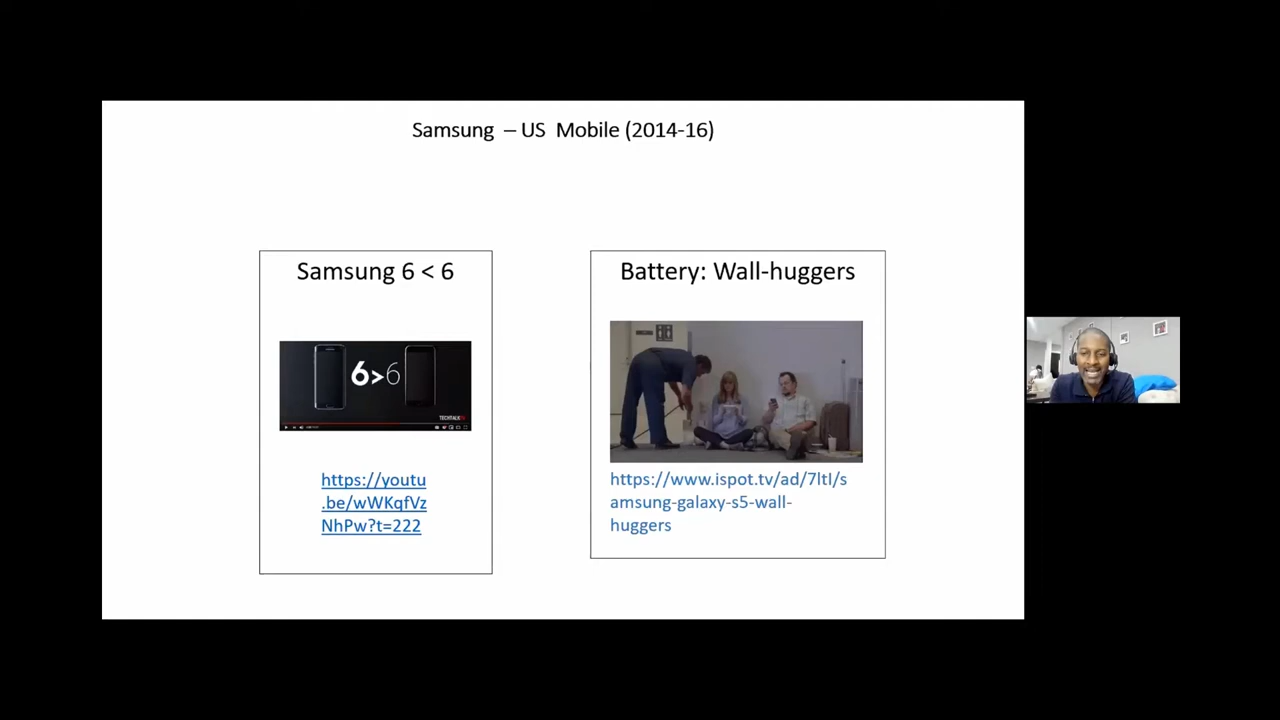 Samsung – US Mobile (2014-16)
Samsung 6 < 6
6>6
TECHTALK
https://youtu
.be/wWKqfVz
NhPw?t=222
Battery: Wall-huggers
https://www.ispot.tv/ad/7ltI/s
amsung-galaxy-s5-wall-
huggers